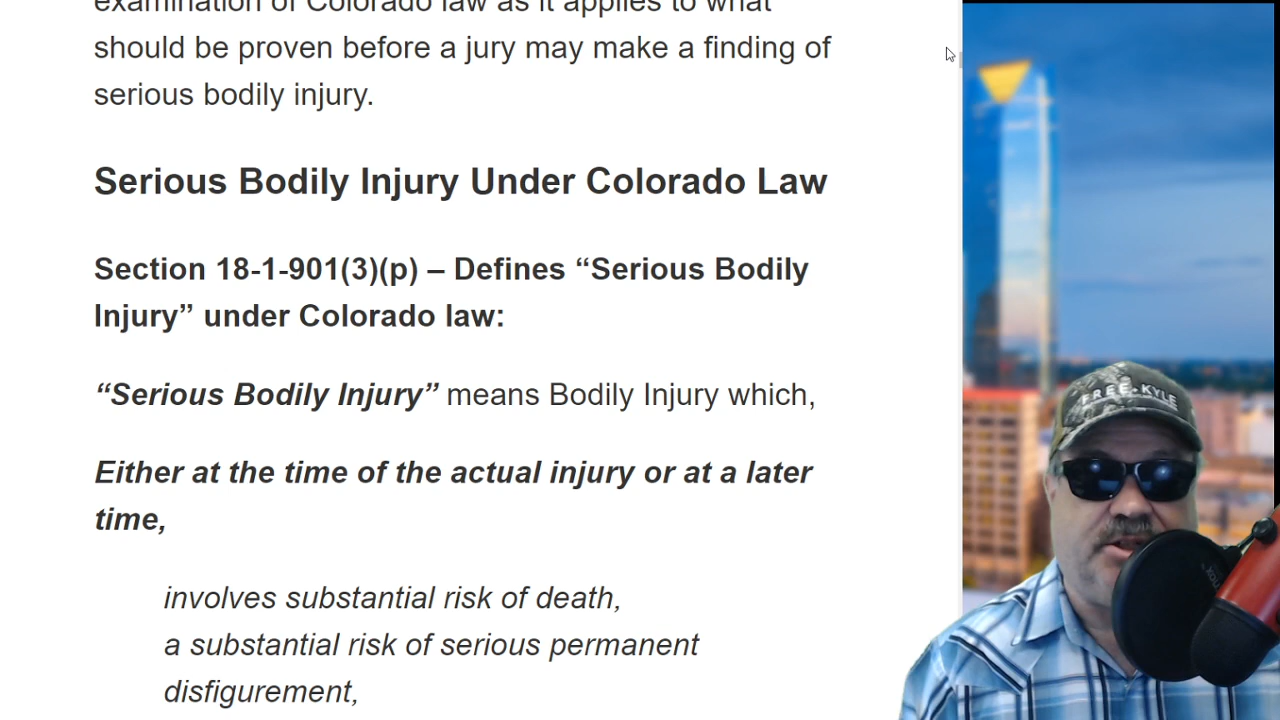 examination of Colorado law as it applies to what
should be proven before a jury may make a finding of
serious bodily injury.
Serious Bodily Injury Under Colorado Law
Section 18-1-901(3)(p) – Defines “Serious Bodily
Injury” under Colorado law:
“Serious Bodily Injury” means Bodily Injury which,
Either at the time of the actual injury or at a later
time,
involves substantial risk of death,
a substantial risk of serious permanent
disfigurement,
FREE KYLE